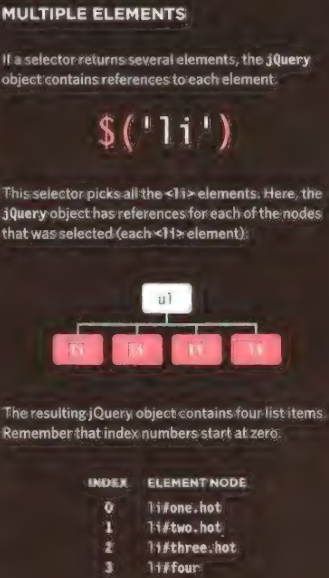 MULTIPLE ELEMENTS
If a selector returns several elements, the jQuery
object contains references to each element.
$('li')
This selector picks all the <li> elements. Here, the
jQuery object has references for each of the nodes
that was selected (each <li> element):
ul
li li li li
The resulting jQuery object contains four list items.
Remember that index numbers start at zero.
INDEX ELEMENT NODE
0 li#one.hot
1 li#two.hot
2 li#three.hot
3 li#four